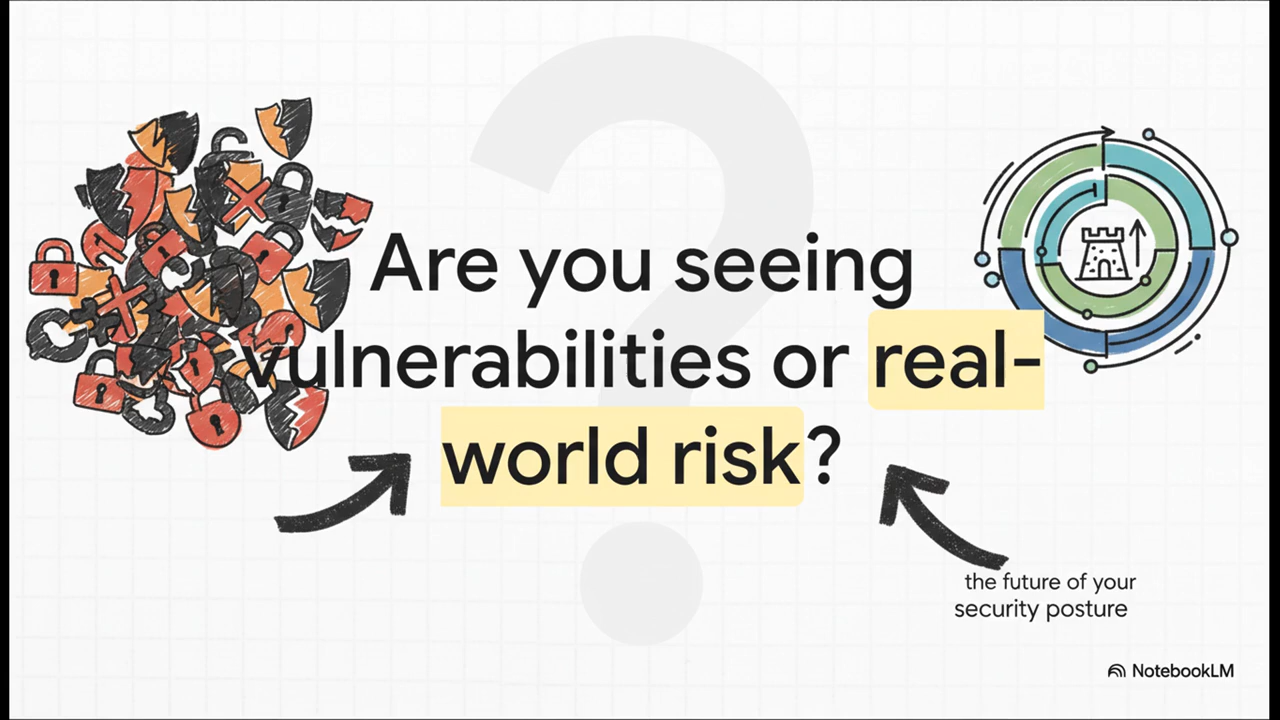 Are you seeing
vulnerabilities or real-
world risk?
the future of your
security posture
NotebookLM